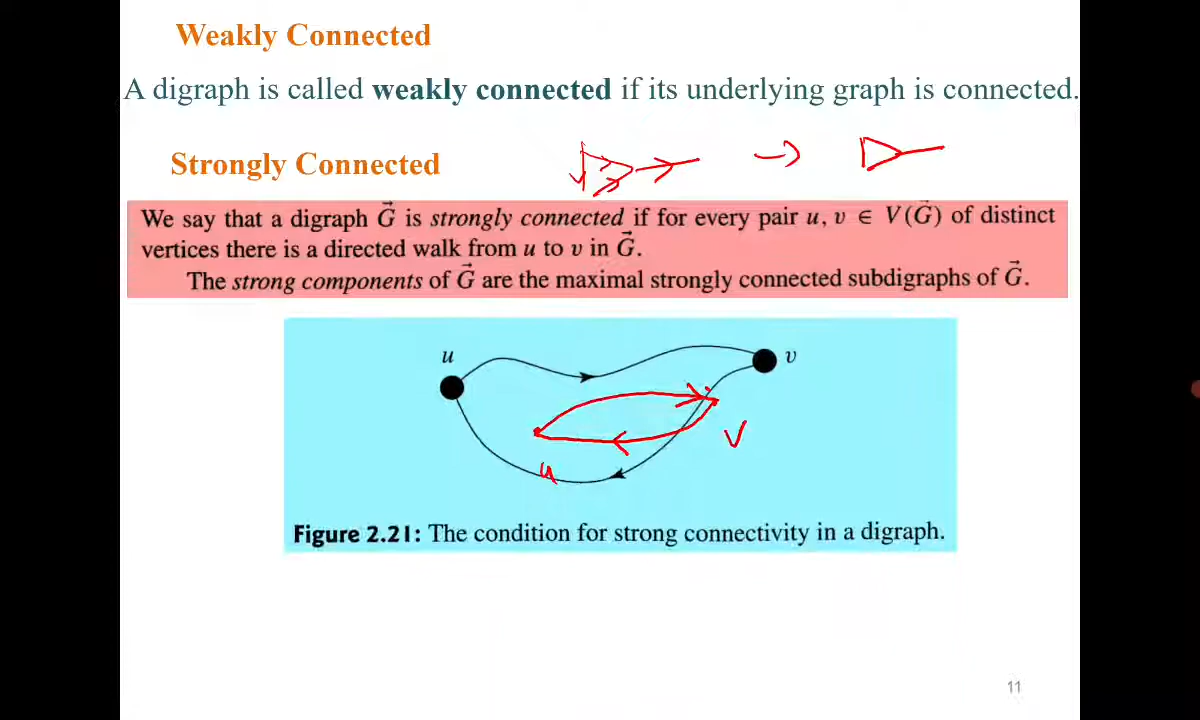 Weakly Connected
A digraph is called weakly connected if its underlying graph is connected.
Strongly Connected
We say that a digraph G⃗ is strongly connected if for every pair u, v ∈ V(G⃗) of distinct
vertices there is a directed walk from u to v in G⃗.
The strong components of G⃗ are the maximal strongly connected subdigraphs of G⃗.
u
v
v
u
Figure 2.21: The condition for strong connectivity in a digraph.
11